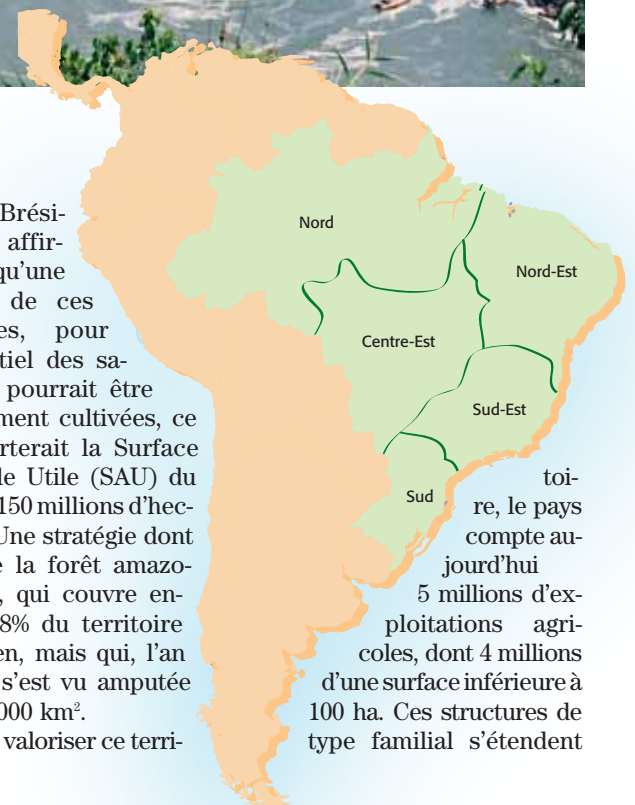 Nord
Nord-Est
Centre-Est
Sud-Est
Sud
Brési-
affir-
qu'une
de ces
es, pour
tiel des sa-
pourrait être
ment cultivées, ce
rterait la Surface
le Utile (SAU) du
150 millions d'hec-
Une stratégie dont
e la forêt amazo-
, qui couvre en-
8% du territoire
en, mais qui, l'an
s'est vu amputée
000 km².
valoriser ce terri-
toi-
re, le pays
compte au-
jourd'hui
5 millions d'ex-
ploitations agri-
coles, dont 4 millions
d'une surface inférieure à
100 ha. Ces structures de
type familial s'étendent